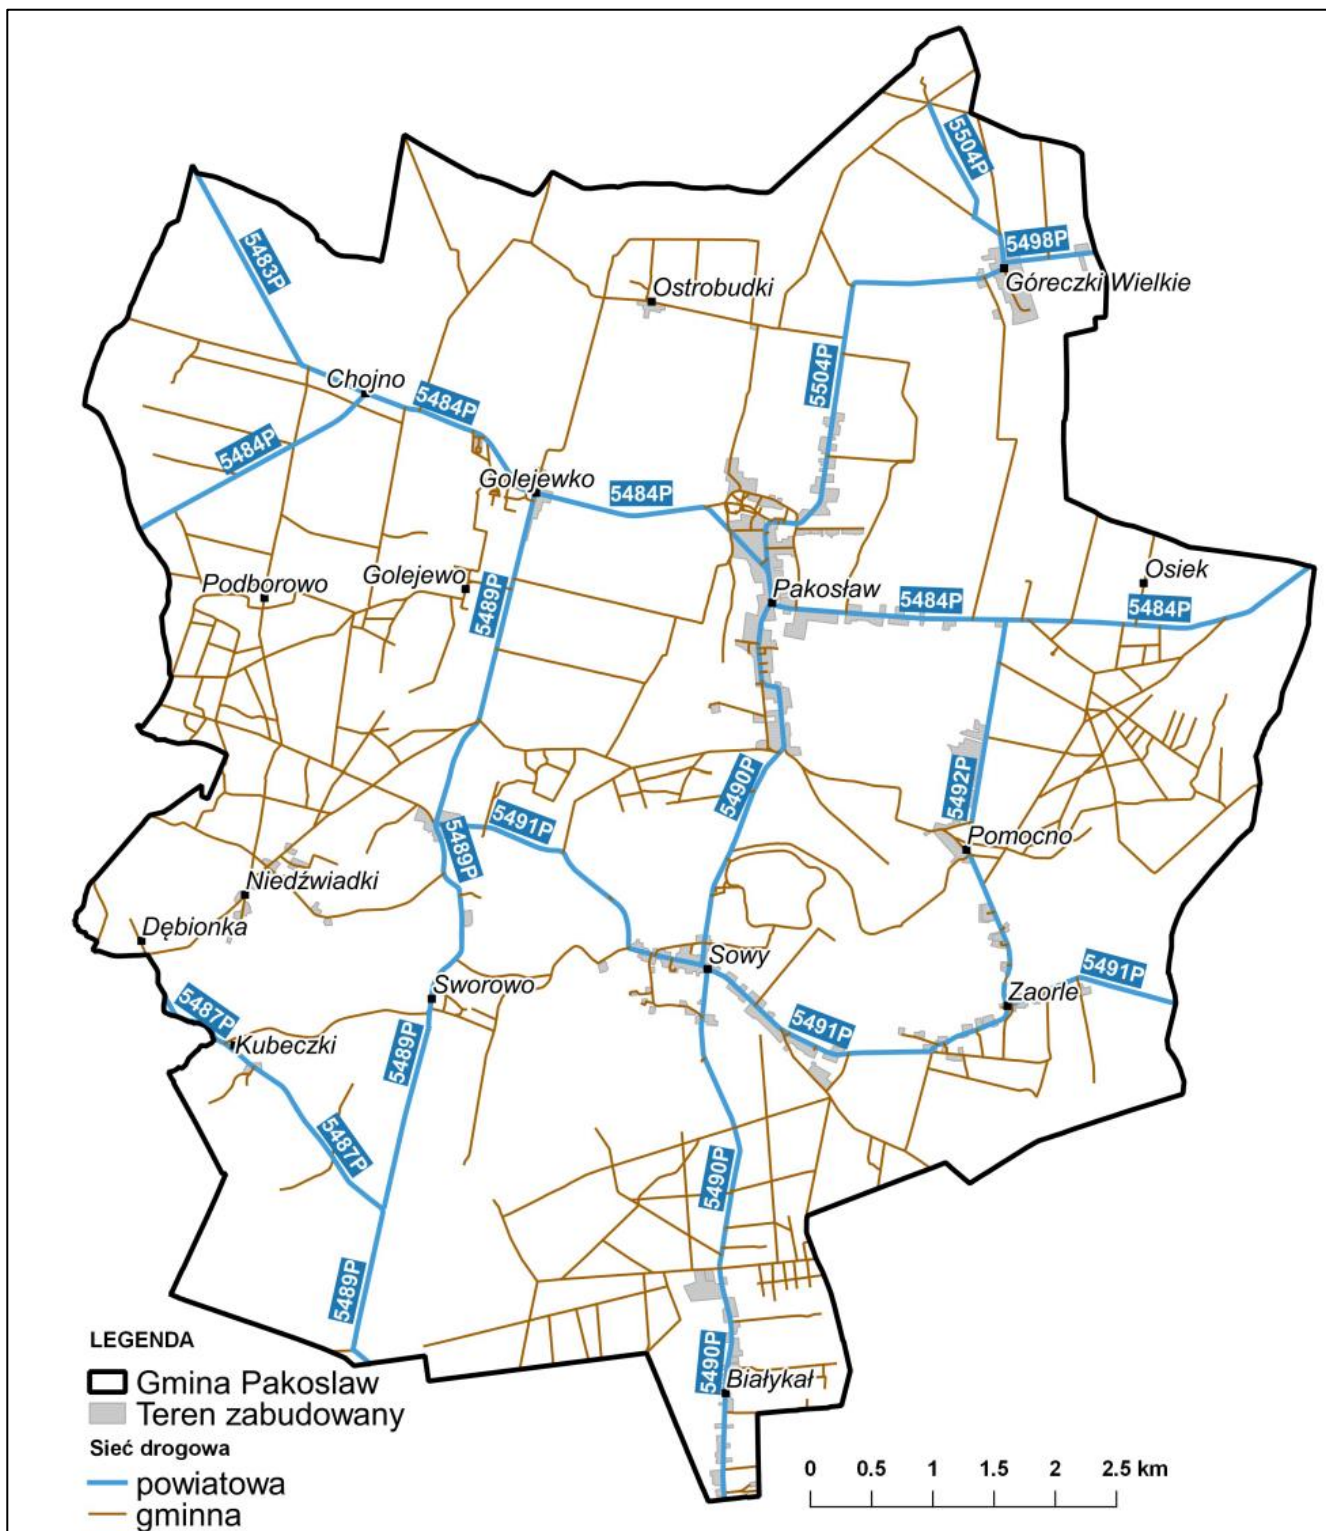 5504P
5498P
Góreczki Wielkie
5483P
Ostrobudki
5504P
Chojno
5484P
5484P
Golejewko
5484P
Golejewo
Podborowo
5489P
Pakosław
5484P
Osiek
5484P
5490P
5492P
5491P
5489P
Pomocno
Niedźwiadki
Dębionka
Sowy
5491P
Zaorle
Sworowo
5491P
5487P
Kubeczki
5489P
5487P
5490P
5489P
5490P
Białykał
LEGENDA
Gmina Pakoslaw
Teren zabudowany
Sieć drogowa
powiatowa
gminna
0 0.5 1 1.5 2 2.5 km